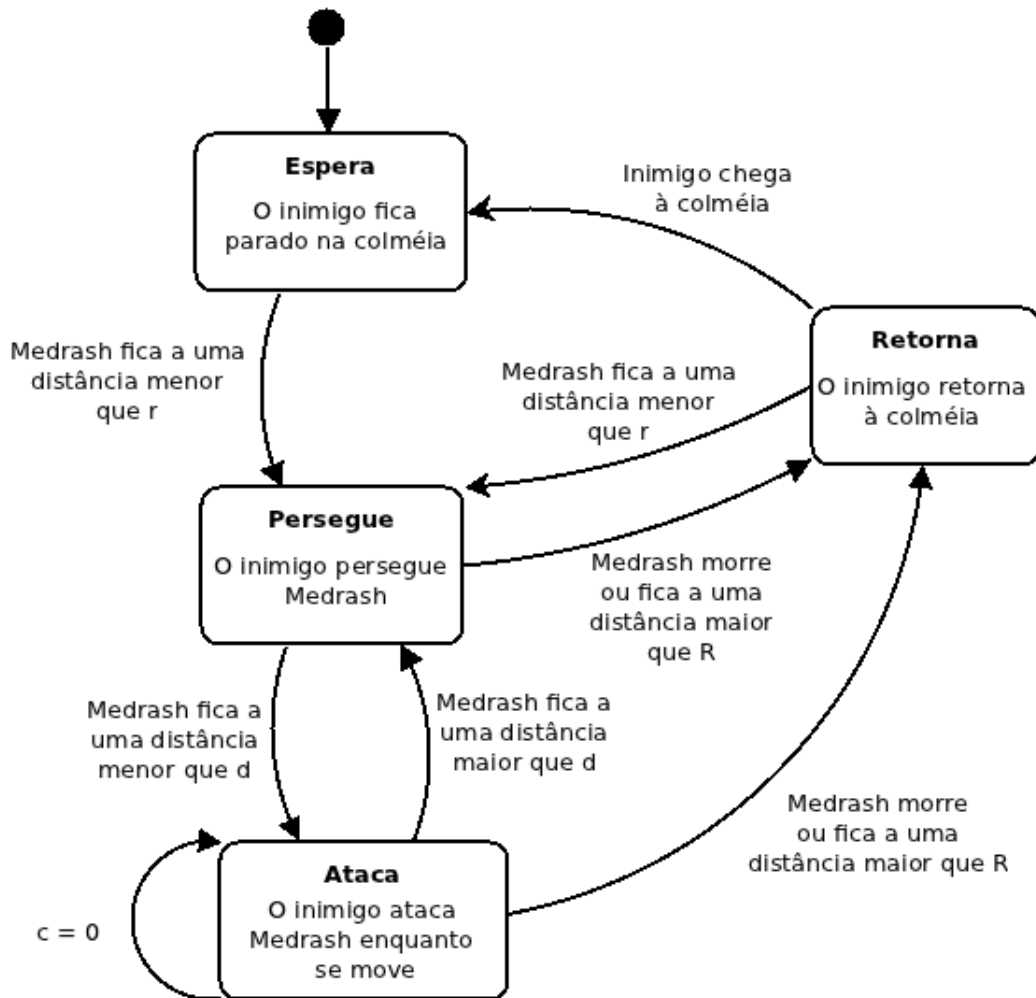 Espera
O inimigo fica
parado na colméia
Inimigo chega
à colméia
Retorna
O inimigo retorna
à colméia
Medrash fica a uma
distância menor
que r
Medrash fica a uma
distância menor
que r
Persegue
O inimigo persegue
Medrash
Medrash morre
ou fica a uma
distância maior
que R
Medrash fica a
uma distância
menor que d
Medrash fica a
uma distância
maior que d
Medrash morre
ou fica a uma
distância maior que R
Ataca
O inimigo ataca
Medrash enquanto
se move
c = 0